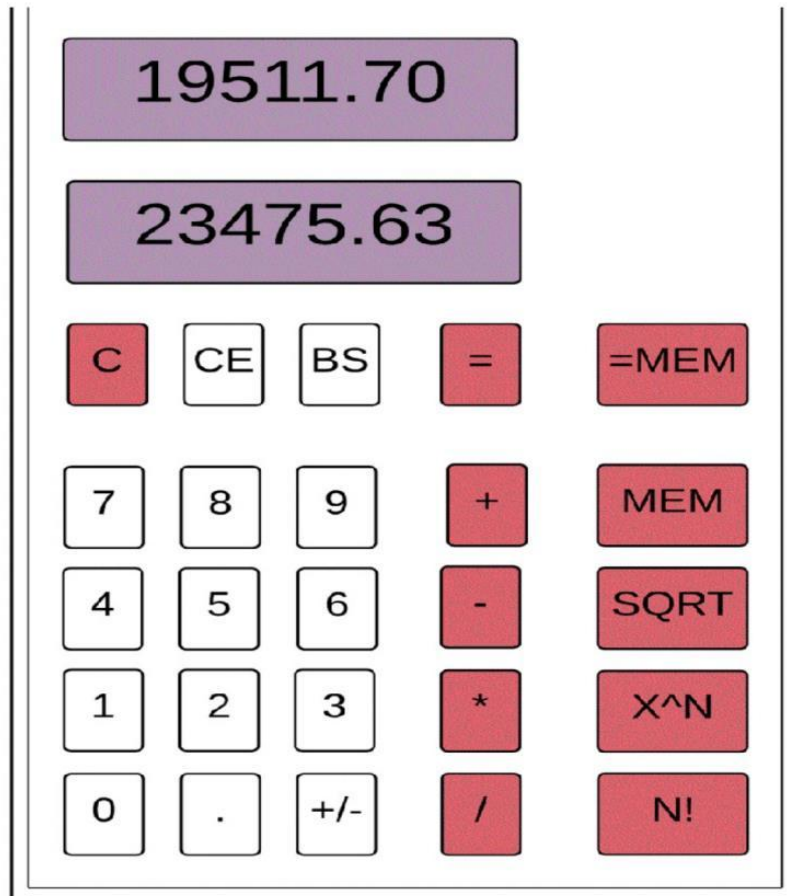 19511.70
23475.63
C CE BS = =MEM
7 8 9 + MEM
4 5 6 - SQRT
1 2 3 * X^N
0 . +/- / N!